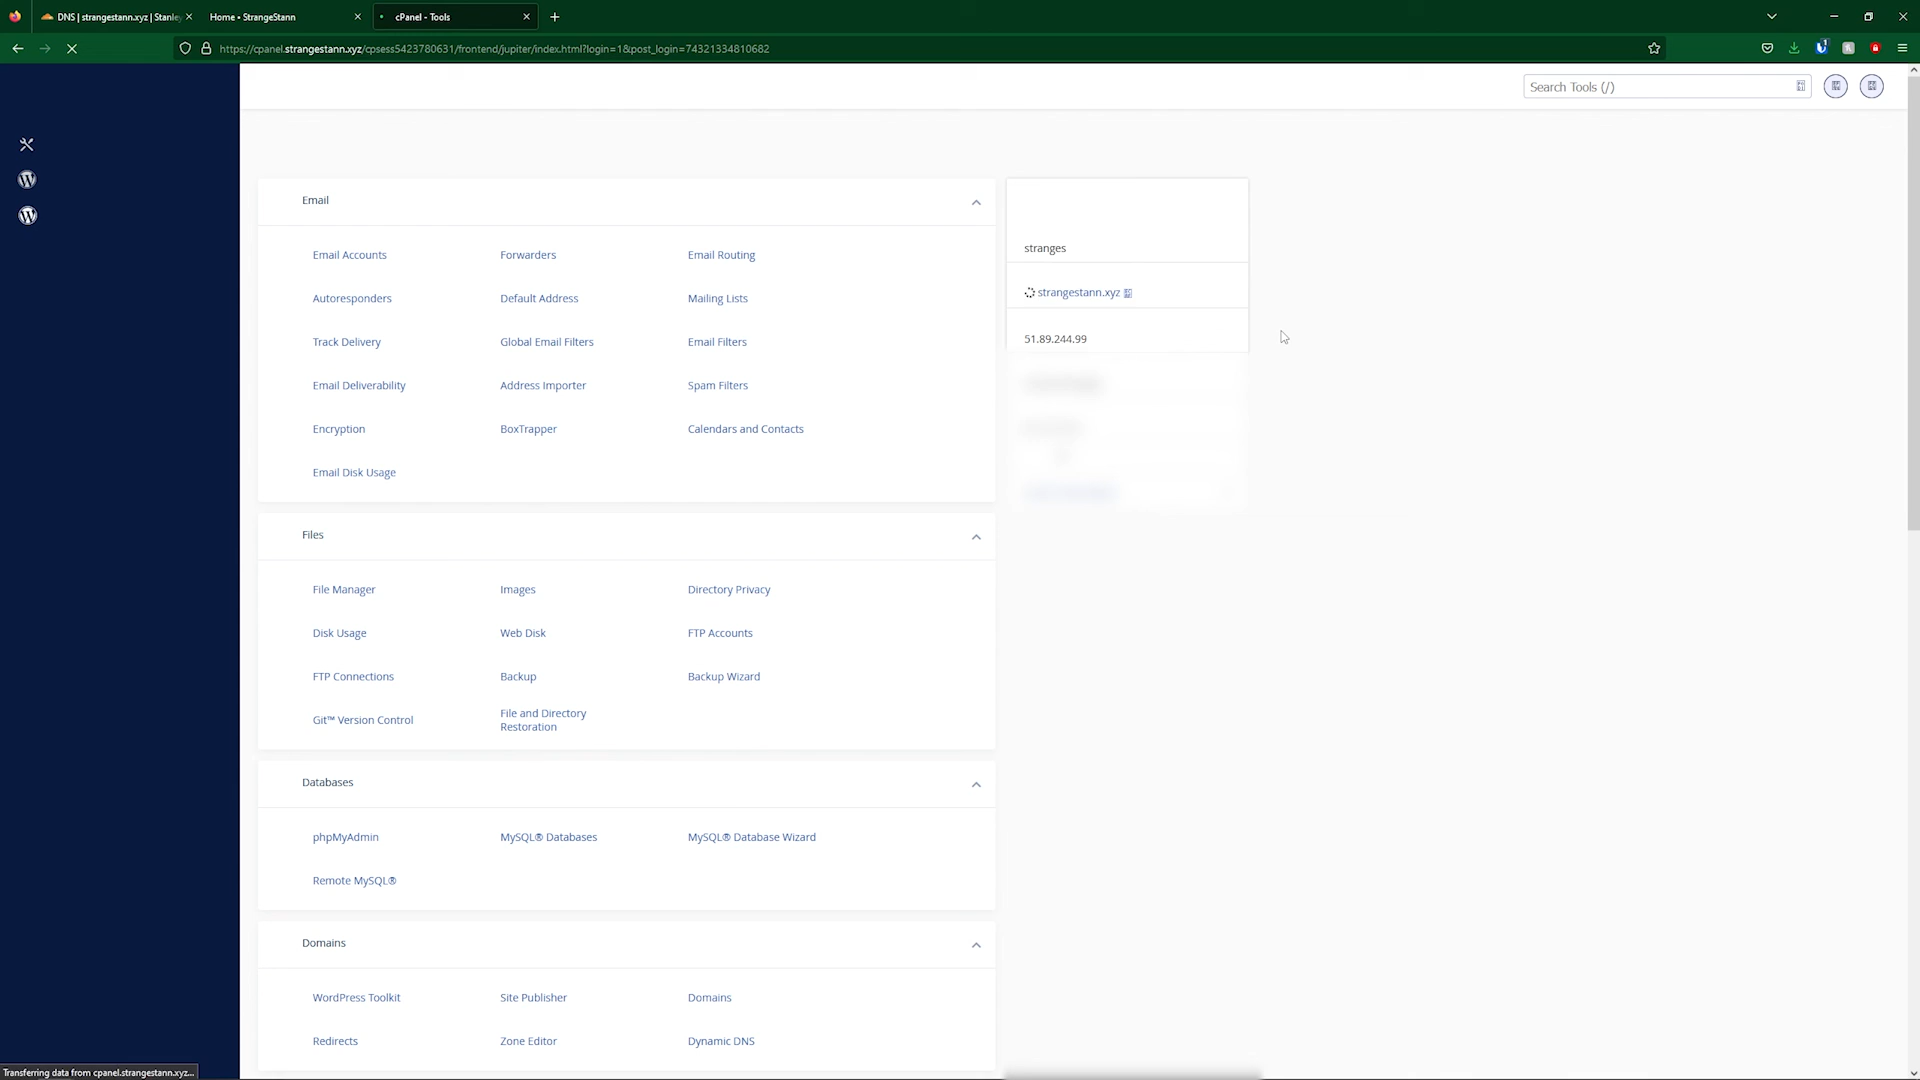 DNS | strangestann.xyz | Stanley
Home • StrangeStann
cPanel - Tools
https://cpanel.strangestann.xyz/cpsess5423780631/frontend/jupiter/index.html?login=1&post_login=74321334810682
Search Tools (/)
Email
Email Accounts
Forwarders
Email Routing
Autoresponders
Default Address
Mailing Lists
Track Delivery
Global Email Filters
Email Filters
Email Deliverability
Address Importer
Spam Filters
Encryption
BoxTrapper
Calendars and Contacts
Email Disk Usage
stranges
strangestann.xyz
51.89.244.99
Files
File Manager
Images
Directory Privacy
Disk Usage
Web Disk
FTP Accounts
FTP Connections
Backup
Backup Wizard
Git™ Version Control
File and Directory
Restoration
Databases
phpMyAdmin
MySQL® Databases
MySQL® Database Wizard
Remote MySQL®
Domains
WordPress Toolkit
Site Publisher
Domains
Redirects
Zone Editor
Dynamic DNS
Transferring data from cpanel.strangestann.xyz...